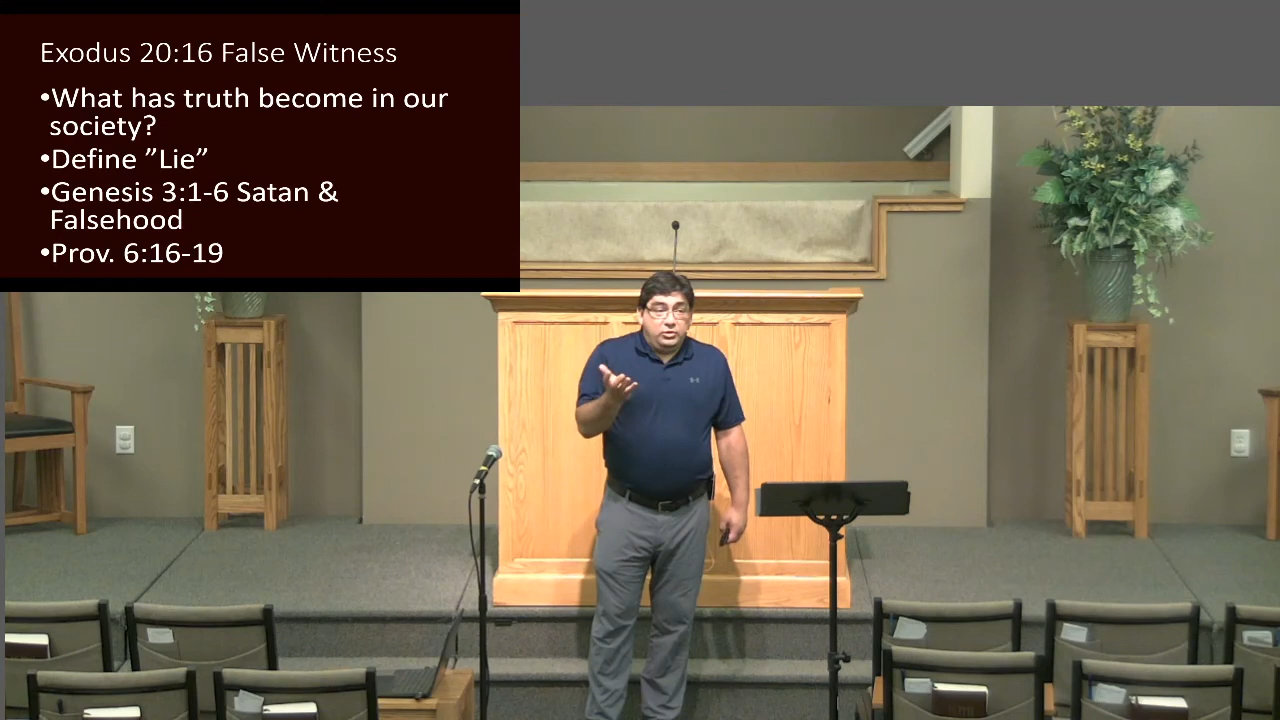 Exodus 20:16 False Witness
•What has truth become in our
society?
•Define ”Lie”
•Genesis 3:1-6 Satan &
Falsehood
•Prov. 6:16-19